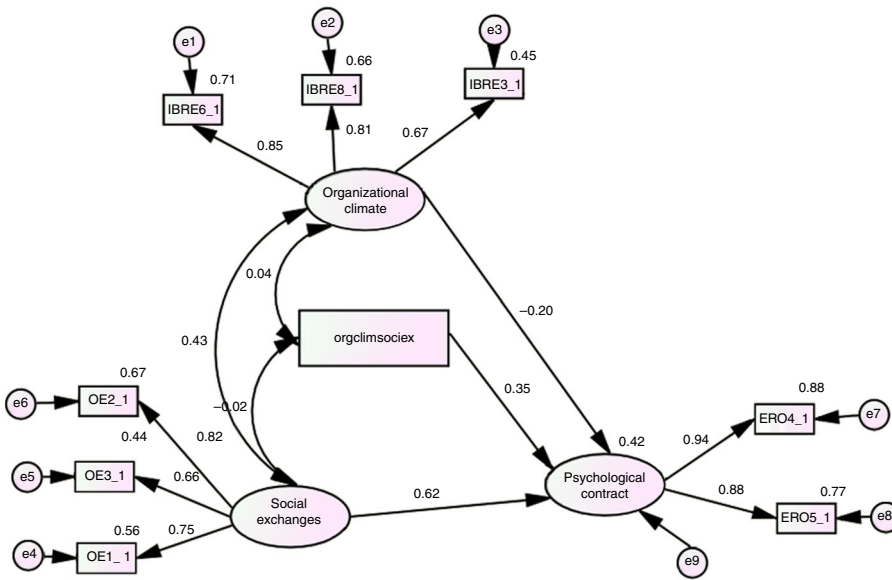 e2
e1
e3
0.66
0.45
0.71
IBRE8_1
IBRE3_1
IBRE6_1
0.81
0.67
0.85
Organizational
climate
0.04
–0.20
0.43
orgclimsociex
0.35
0.67
0.88
e6
OE2_1
–0.02
ERO4_1
e7
0.44
0.82
0.42
0.94
e5
OE3_1
0.66
Psychological
contract
0.62
0.88
0.77
Social
exchanges
ERO5_1
e8
0.56
0.75
e4
OE1_ 1
e9